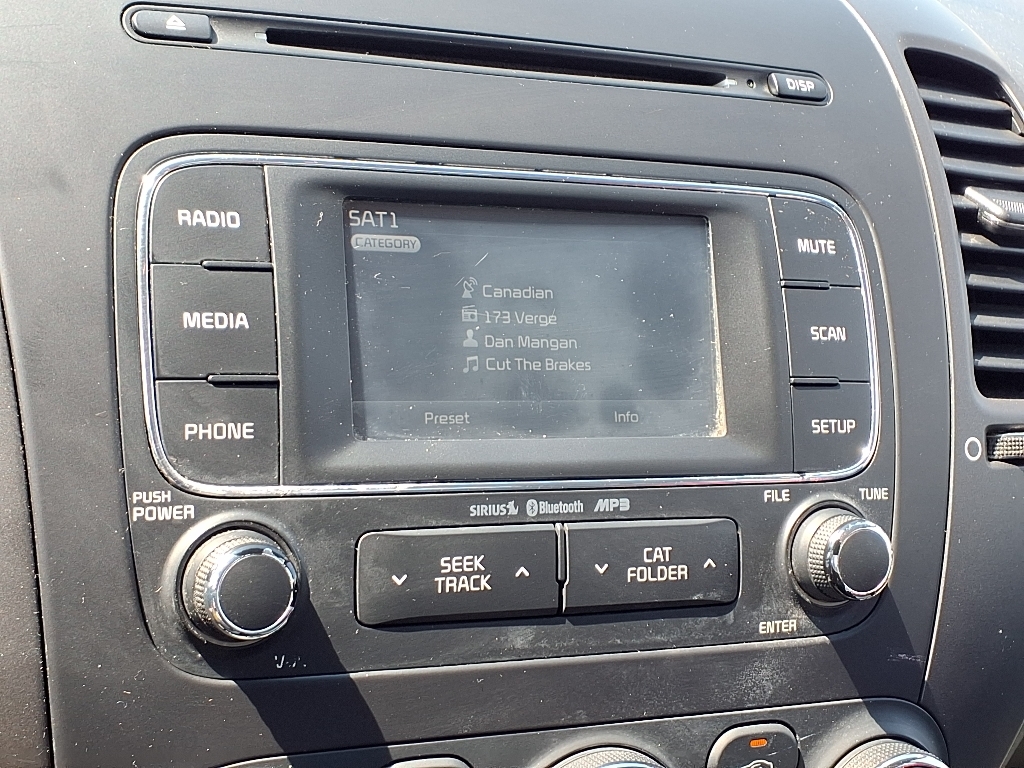 DISP
RADIO
MEDIA
PHONE
SAT1
CATEGORY
Canadian
173 Verge
Dan Mangan
Cut The Brakes
Preset
Info
MUTE
SCAN
SETUP
PUSH
POWER
SIRIUS
Bluetooth
MP3
FILE
TUNE
SEEK
TRACK
CAT
FOLDER
ENTER